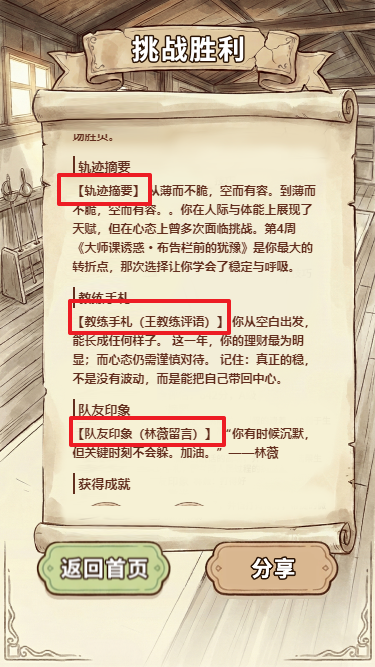 挑战胜利
场胜负。
轨迹摘要
【轨迹摘要】 从薄而不脆，空而有容。到薄而
不脆，空而有容。。你在人际与体能上展现了
天赋，但在心态上曾多次面临挑战。第4周
《大师课诱惑·布告栏前的犹豫》是你最大的
转折点，那次选择让你学会了稳定与呼吸。
教练手札
【教练手札（王教练评语）】 你从空白出发，
能长成任何样子。 这一年，你的理财最为明
显；而心态仍需谨慎对待。 记住：真正的稳，
不是没有波动，而是能把自己带回中心。
队友印象
【队友印象（林薇留言）】 “你有时候沉默，
但关键时刻不会躲。加油。”——林薇
获得成就
返回首页
分享